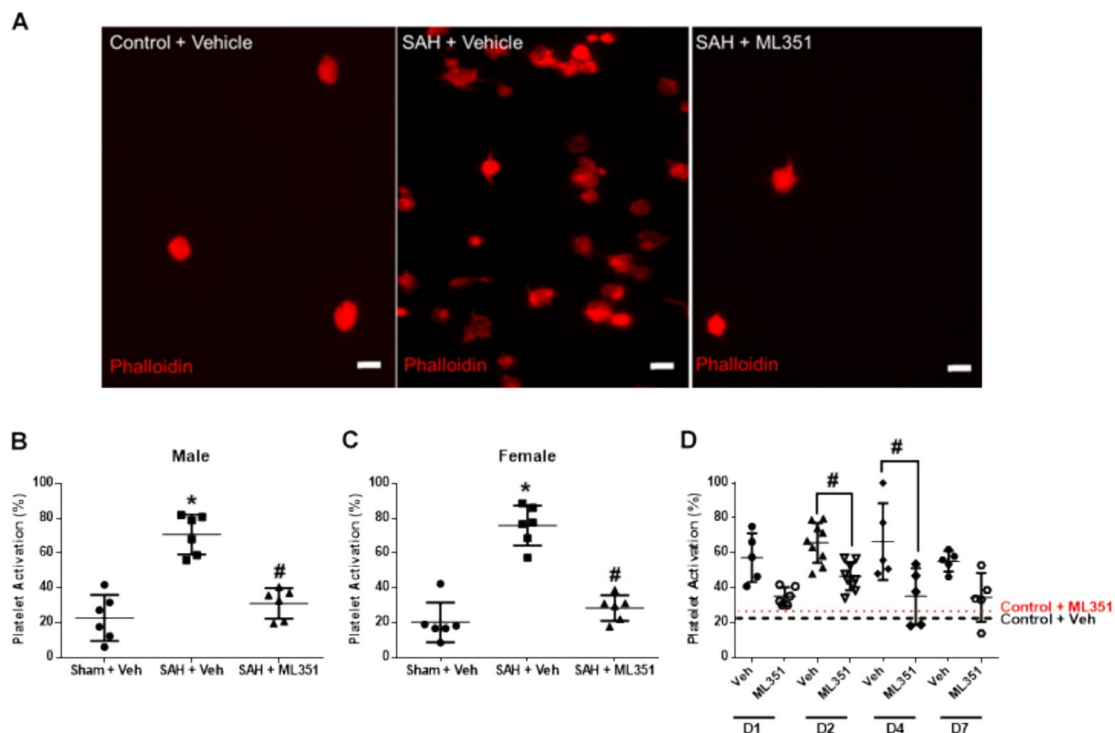 A
Control + Vehicle
SAH + Vehicle
SAH + ML351
Phalloidin
Phalloidin
Phalloidin
B
Male
Platelet Activation (%)
100
80
60
40
20
0
*
#
Sham + Veh
SAH + Veh
SAH + ML351
C
Female
Platelet Activation (%)
100
80
60
40
20
0
*
#
Sham + Veh
SAH + Veh
SAH + ML351
D
Platelet Activation (%)
100
80
60
40
20
0
#
#
Control + ML351
Control + Veh
Veh
ML351
Veh
ML351
Veh
ML351
Veh
ML351
D1
D2
D4
D7